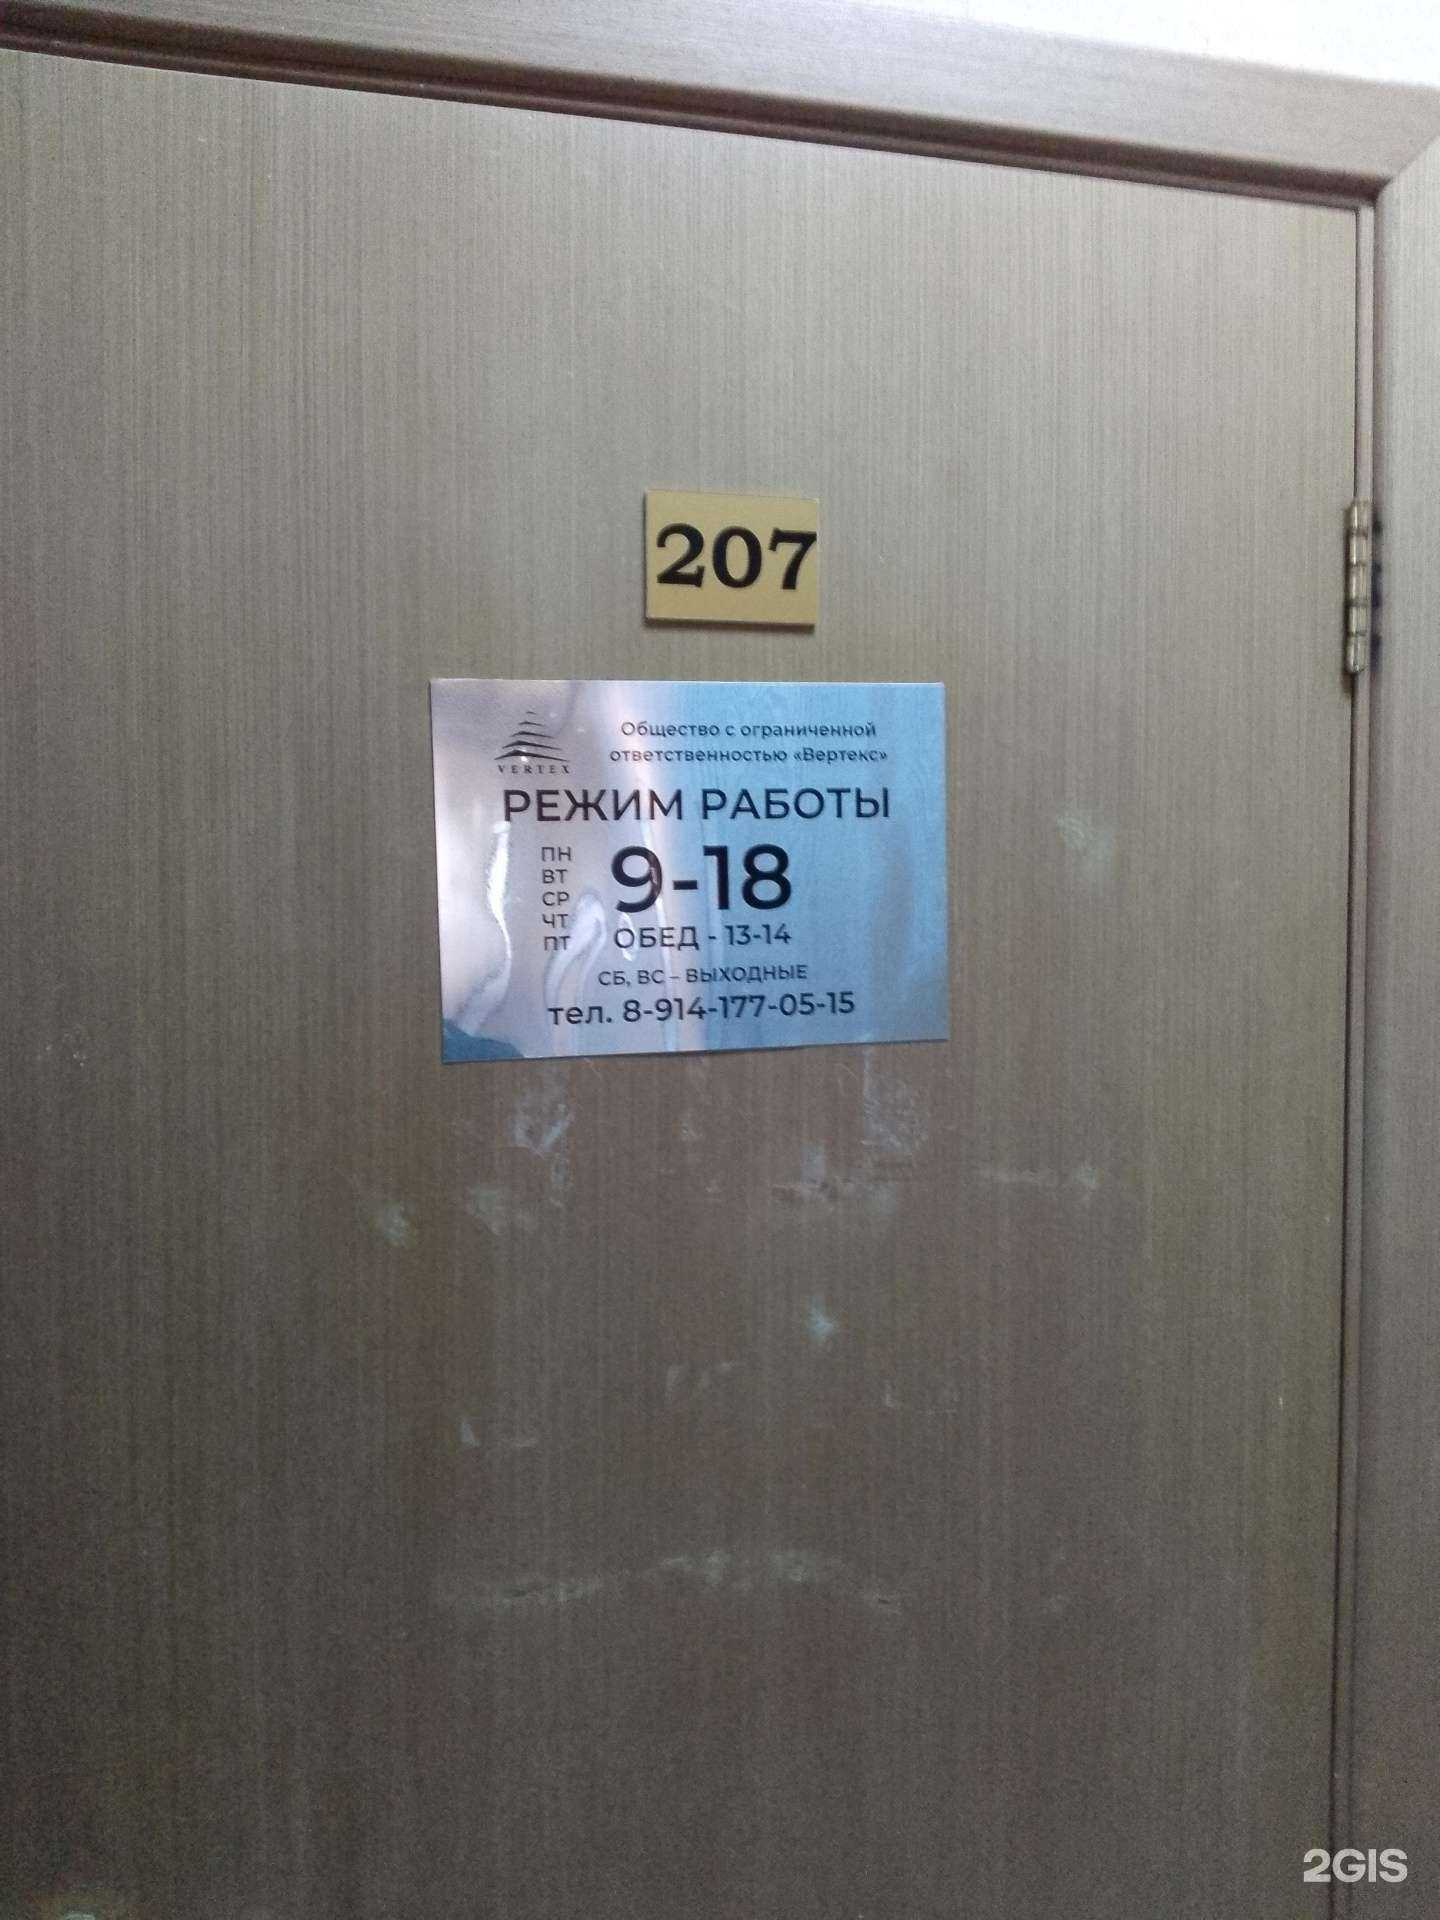 207
VERTEX
Общество с ограниченной
ответственностью «Вертекс»
РЕЖИМ РАБОТЫ
ПН
ВТ
СР
ЧТ
ПТ
9-18
ОБЕД - 13-14
СБ, ВС – ВЫХОДНЫЕ
тел. 8-914-177-05-15
2GIS